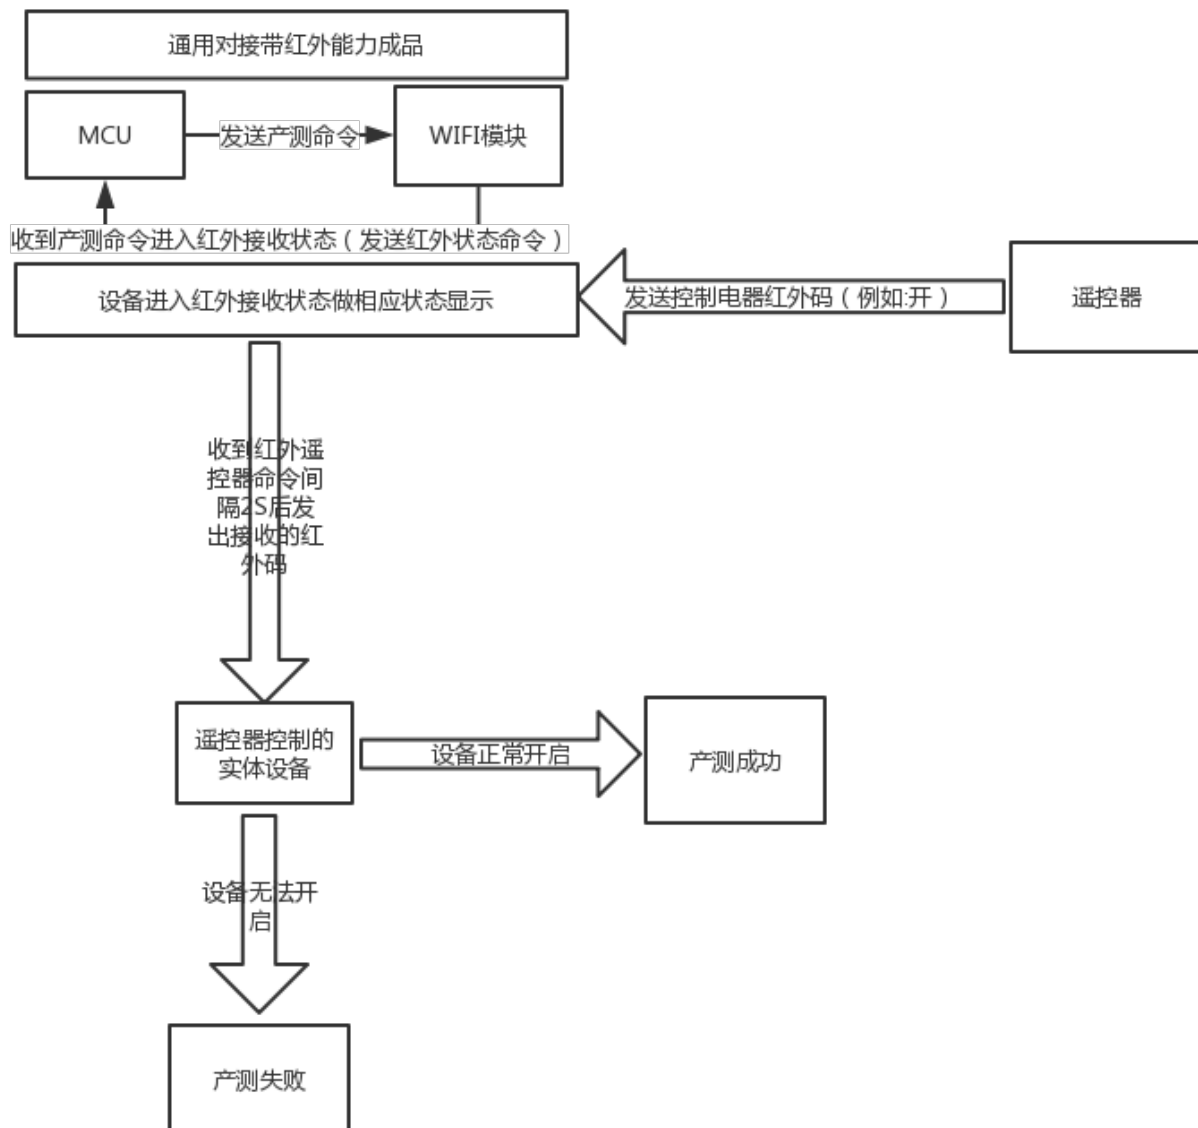 通用对接带红外能力成品
MCU
发送产测命令
WIFI模块
收到产测命令进入红外接收状态（发送红外状态命令）
设备进入红外接收状态做相应状态显示
发送控制电器红外码（例如:开）
遥控器
收到红外遥
控器命令间
隔2S后发
出接收的红
外码
遥控器控制的
实体设备
设备正常开启
产测成功
设备无法开
启
产测失败